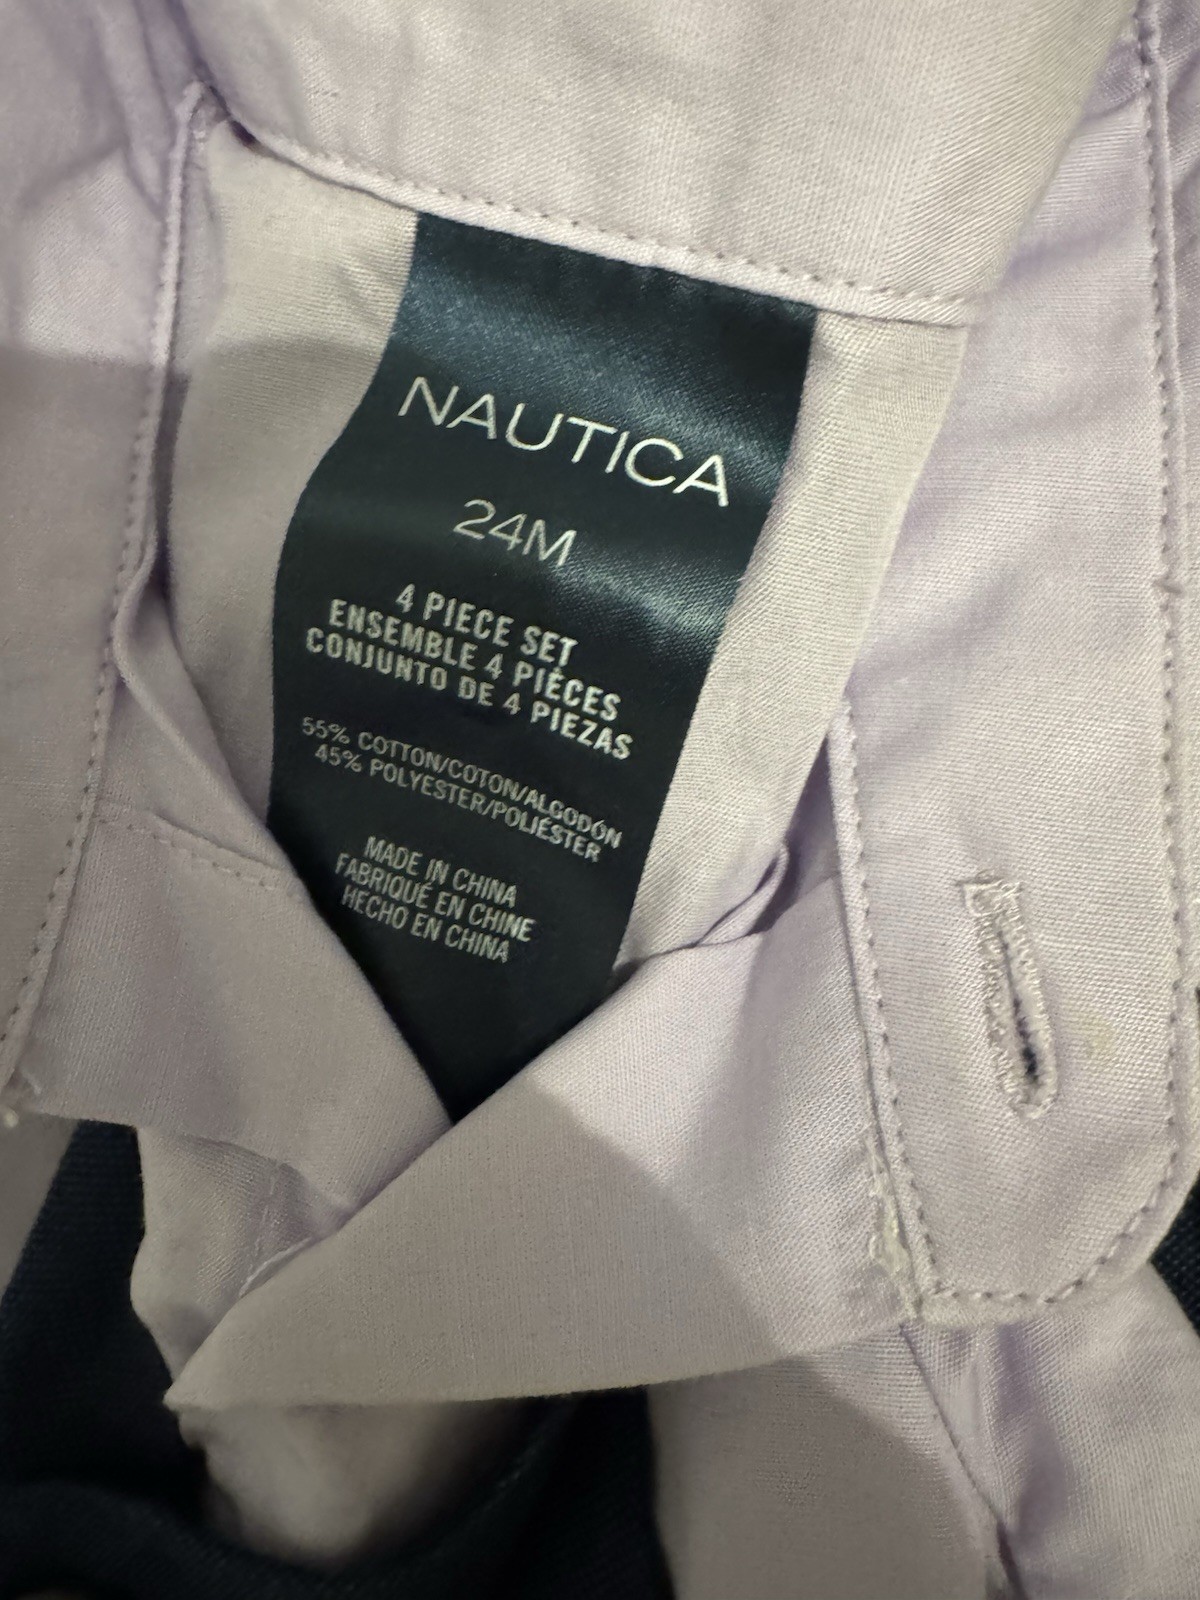 NAUTICA
24M
4 PIECE SET
ENSEMBLE 4 PIÈCES
CONJUNTO DE 4 PIEZAS
55% COTTON/COTON/ALGODÓN
45% POLYESTER/POLIÉSTER
MADE IN CHINA
FABRIQUÉ EN CHINE
HECHO EN CHINA